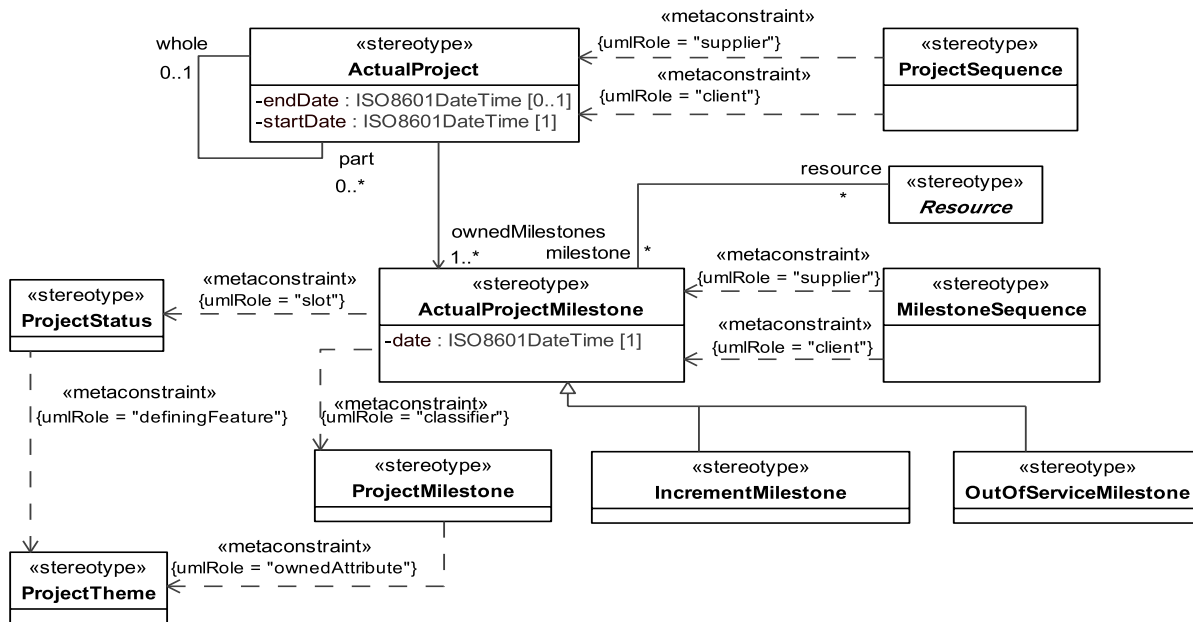 whole
0..1
«stereotype»
ActualProject
-endDate : ISO8601DateTime [0..1]
-startDate : ISO8601DateTime [1]
part
0..*
«metaconstraint»
{umlRole = "supplier"}
«metaconstraint»
{umlRole = "client"}
«stereotype»
ProjectSequence
resource
*
«stereotype»
Resource
ownedMilestones
1..*
milestone
*
«metaconstraint»
{umlRole = "slot"}
«stereotype»
ProjectStatus
«stereotype»
ActualProjectMilestone
-date : ISO8601DateTime [1]
«metaconstraint»
{umlRole = "supplier"}
«metaconstraint»
{umlRole = "client"}
«stereotype»
MilestoneSequence
«metaconstraint»
{umlRole = "definingFeature"}
«metaconstraint»
{umlRole = "classifier"}
«stereotype»
ProjectMilestone
«stereotype»
IncrementMilestone
«stereotype»
OutOfServiceMilestone
«metaconstraint»
{umlRole = "ownedAttribute"}
«stereotype»
ProjectTheme